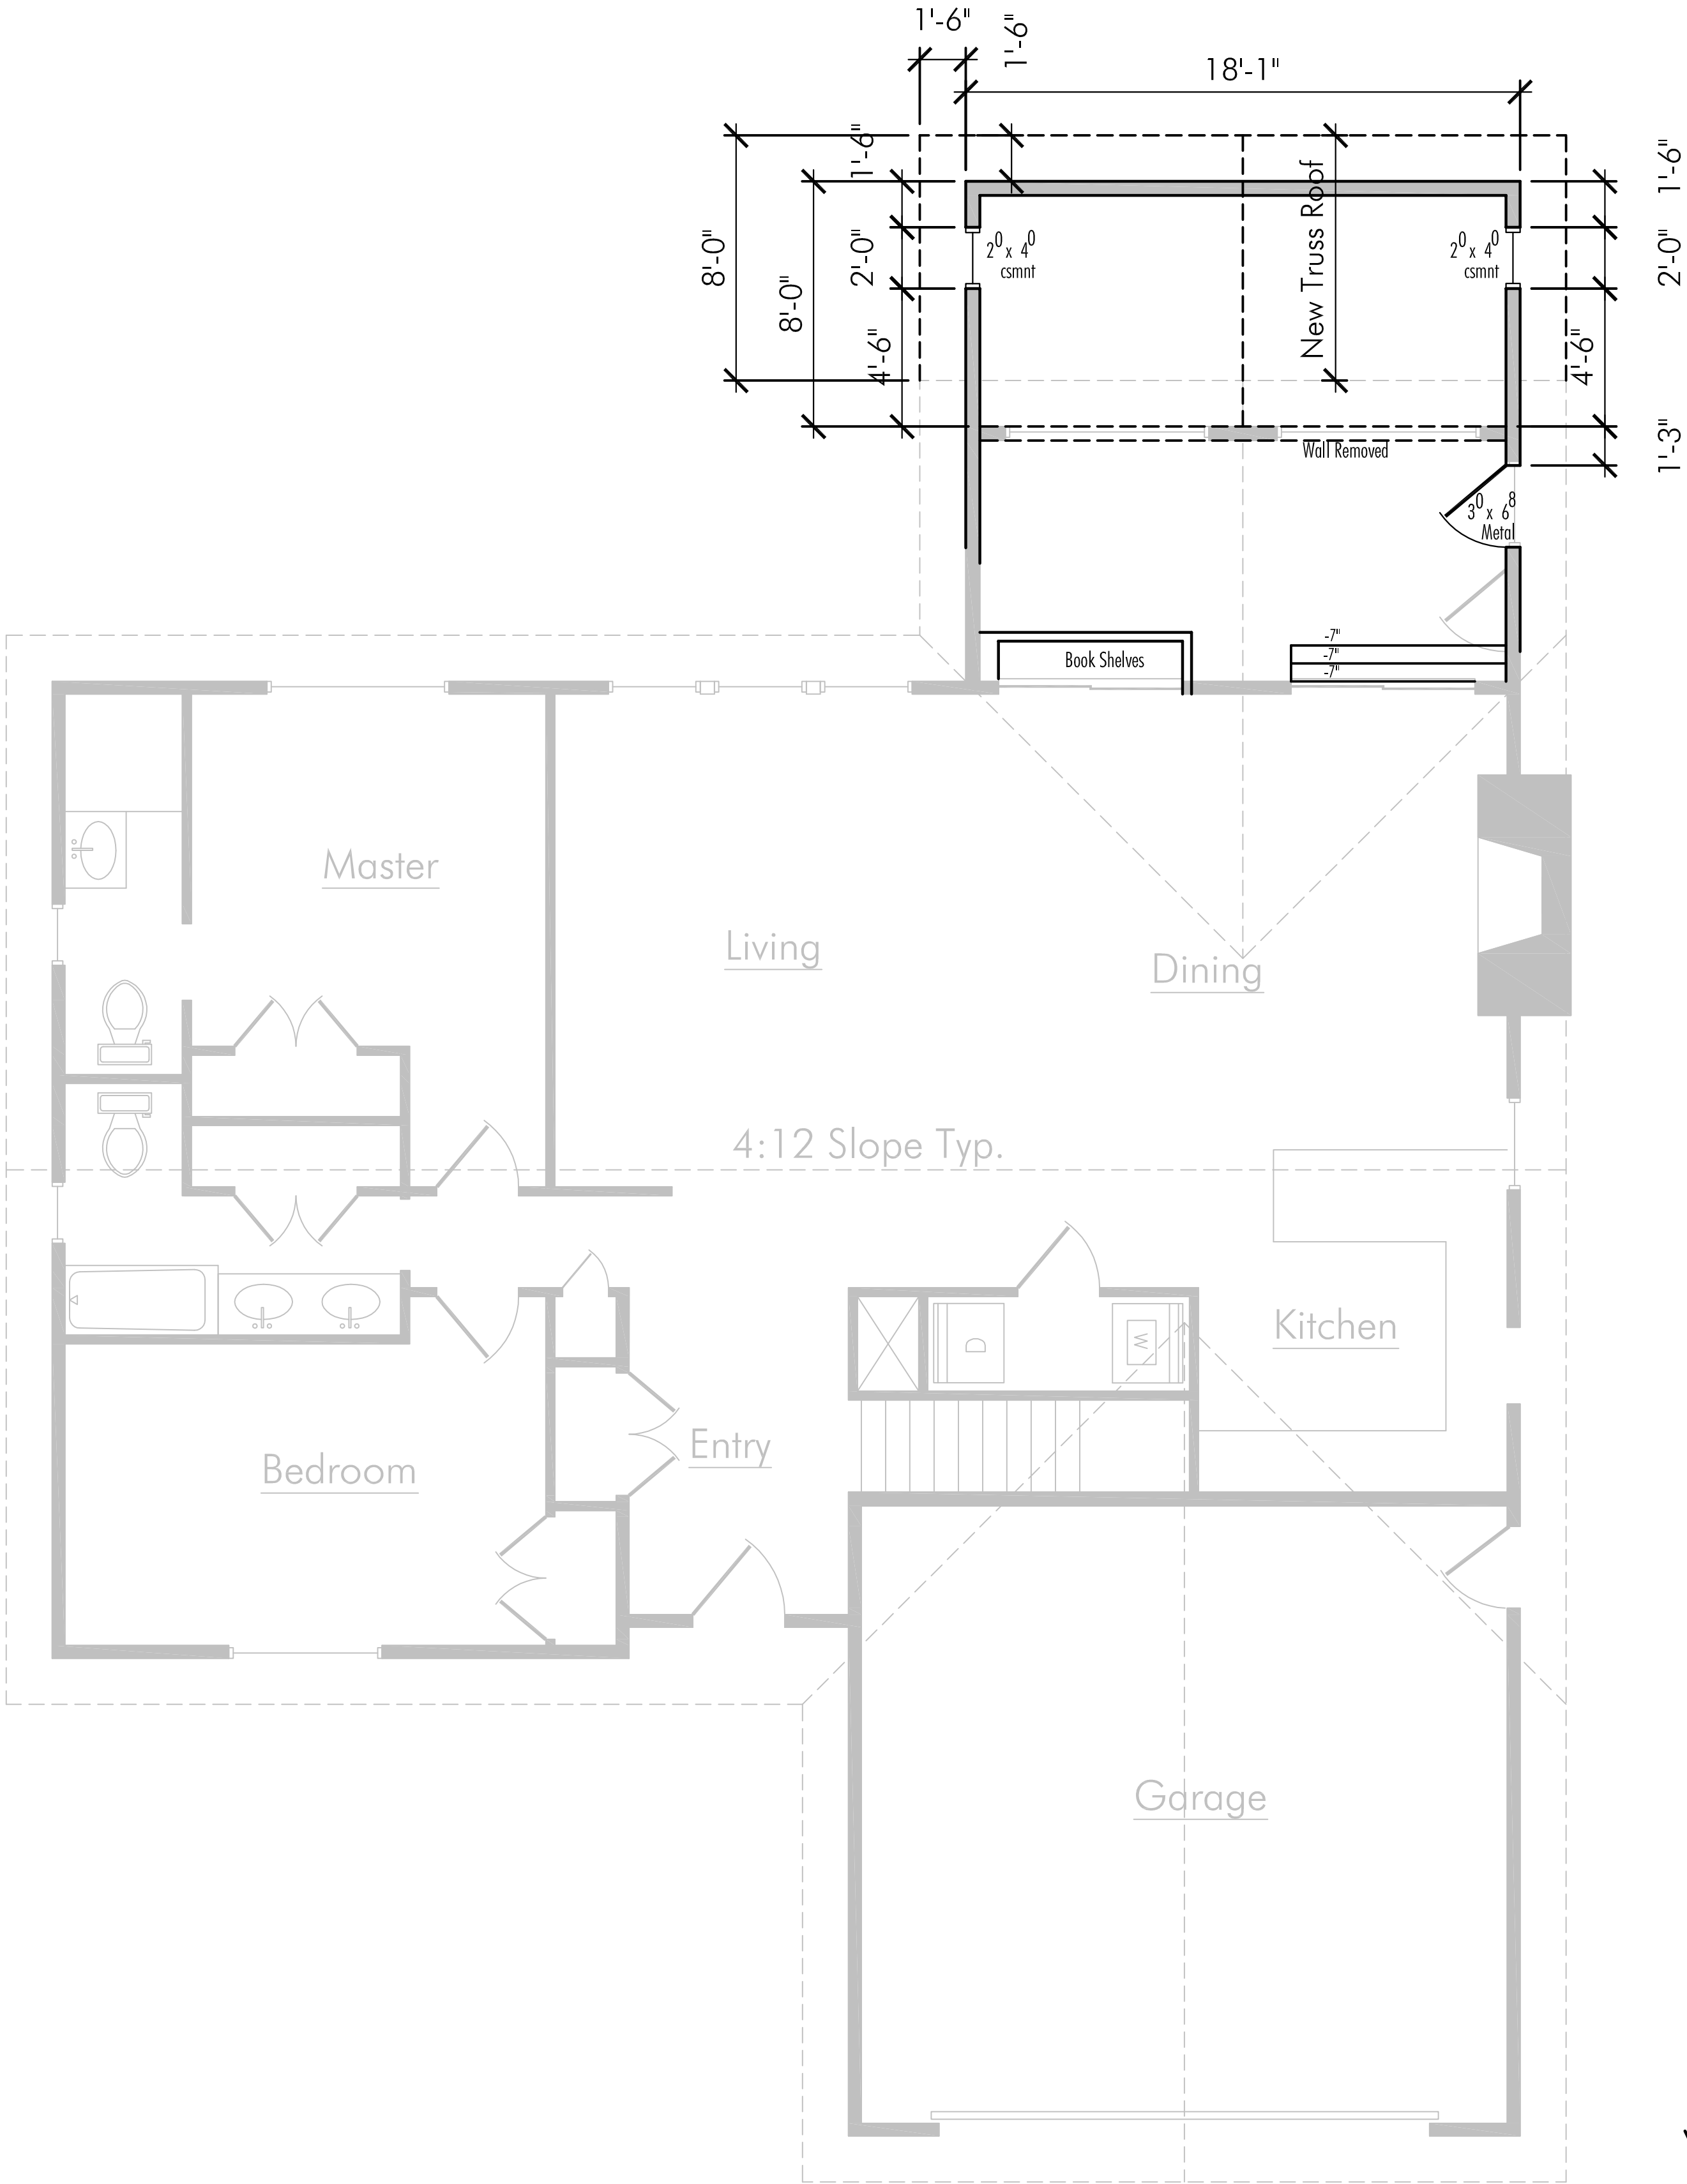 1'-6"
1'-6"
18'-1"
8'-0"
8'-0"
1'-6"
2'-0"
4'-6"
2⁰ x 4⁰
csmnt
New Truss Roof
2⁰ x 4⁰
csmnt
1'-6"
2'-0"
4'-6"
1'-3"
Wall Removed
3⁰ x 6⁸
Metal
Book Shelves
-7"
-7"
-7"
Master
Living
Dining
4:12 Slope Typ.
D
W
Kitchen
Entry
Bedroom
Garage